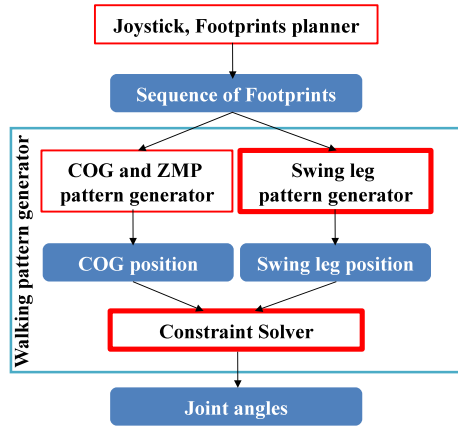 Joystick, Footprints planner
Sequence of Footprints
Walking pattern generator
COG and ZMP
pattern generator
Swing leg
pattern generator
COG position
Swing leg position
Constraint Solver
Joint angles